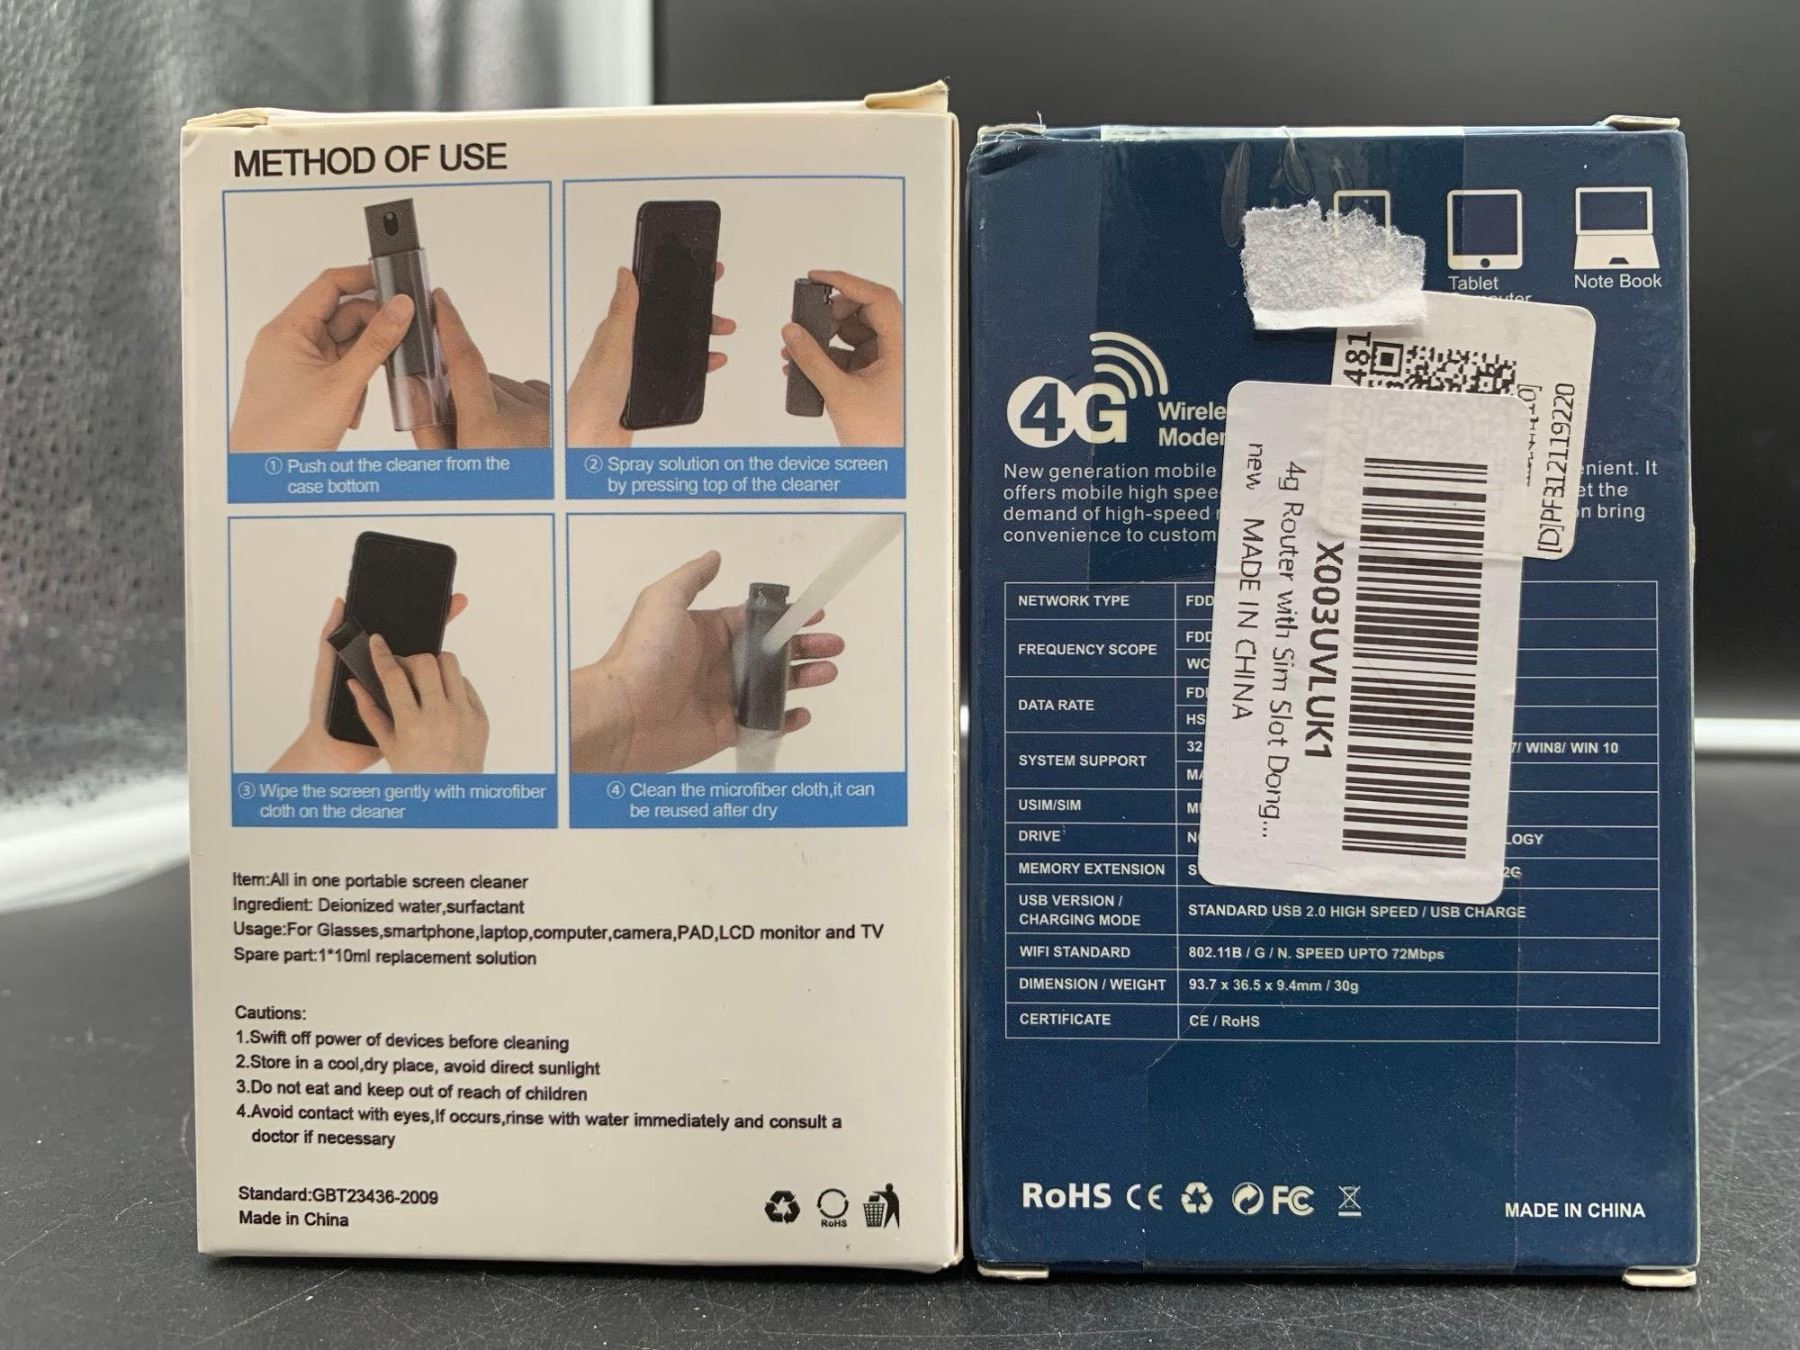 METHOD OF USE
① Push out the cleaner from the
case bottom
② Spray solution on the device screen
by pressing top of the cleaner
③ Wipe the screen gently with microfiber
cloth on the cleaner
④ Clean the microfiber cloth,it can
be reused after dry
Item:All in one portable screen cleaner
Ingredient: Deionized water,surfactant
Usage:For Glasses,smartphone,laptop,computer,camera,PAD,LCD monitor and TV
Spare part:1*10ml replacement solution
Cautions:
1.Swift off power of devices before cleaning
2.Store in a cool,dry place, avoid direct sunlight
3.Do not eat and keep out of reach of children
4.Avoid contact with eyes,If occurs,rinse with water immediately and consult a
doctor if necessary
Standard:GBT23436-2009
Made in China
RoHS
Tablet
Note Book
4G
New generation mobile
offers mobile high
et the
demand of high-speed
bring
convenience to
NETWORK TYPE
FREQUENCY SCOPE
DATA RATE
SYSTEM SUPPORT 32
7/ WIN8/ WIN 10
USIM/SIM
DRIVE
MEMORY EXTENSION
USB VERSION /
CHARGING MODE
STANDARD USB 2.0 HIGH SPEED / USB CHARGE
WIFI STANDARD 802.11B / G / N. SPEED UPTO 72Mbps
DIMENSION / WEIGHT 93.7 x 36.5 x 9.4mm / 30g
CERTIFICATE CE / RoHS
RoHS CE FC
MADE IN CHINA
481
X003UVLUK1
4g Router with Sim Slot Dong...
new MADE IN CHINA